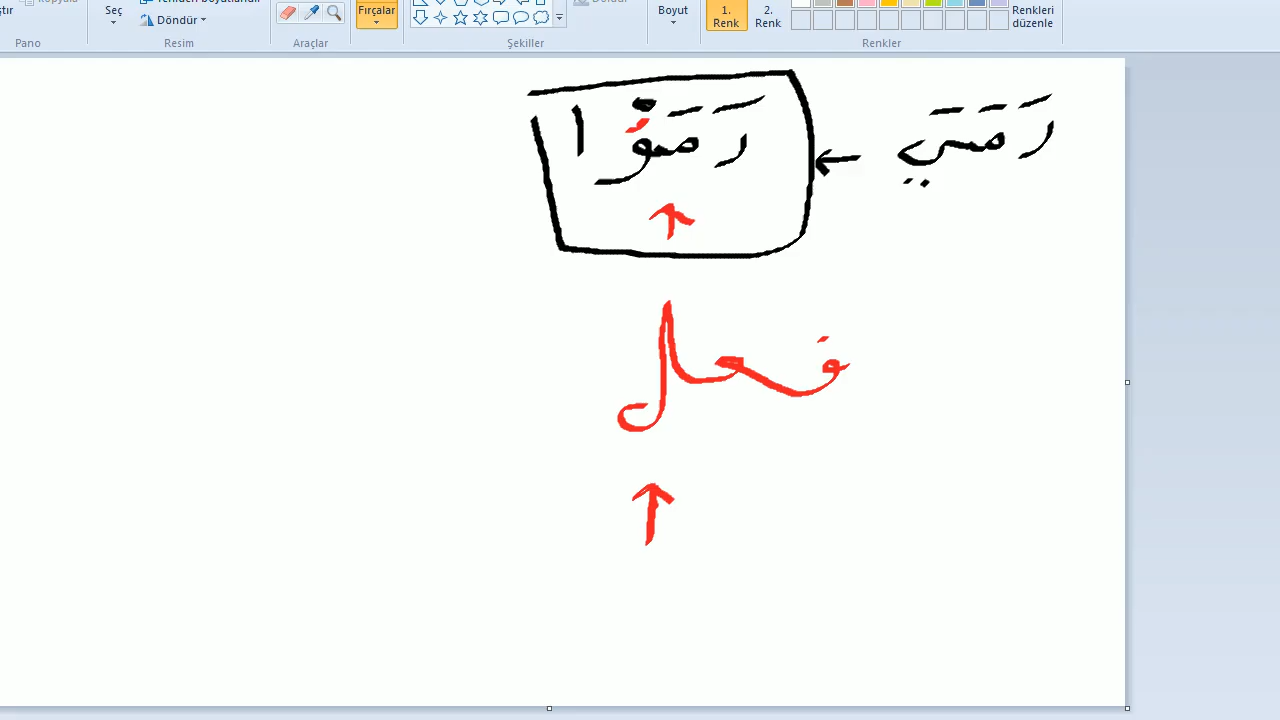 Seç
Döndür
Fırçalar
Boyut
1. Renk
2. Renk
Renkleri düzenle
Pano
Resim
Araçlar
Şekiller
Renkler
رَمَيَ ← رَمَوْا
فعل